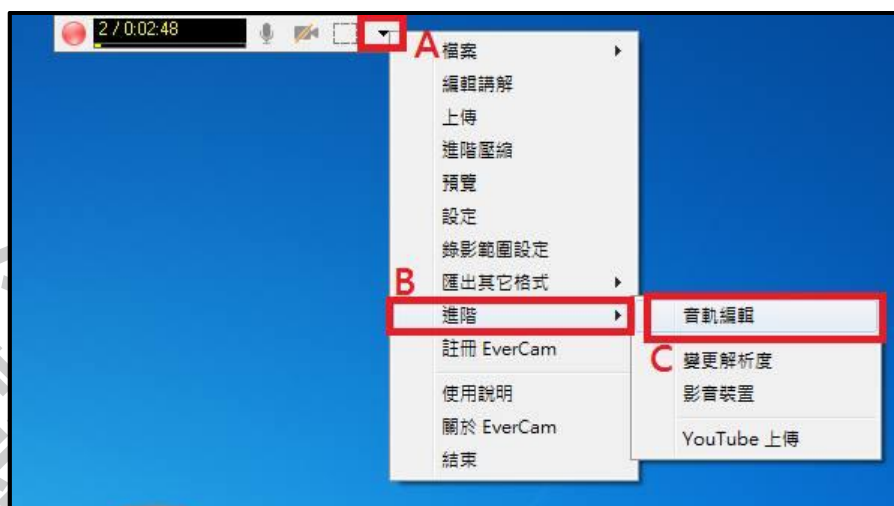 2 / 0:02:48
A
檔案
編輯講解
上傳
進階壓縮
預覽
設定
錄影範圍設定
B
匯出其它格式
進階
註冊 EverCam
使用說明
關於 EverCam
結束
音軌編輯
C
變更解析度
影音裝置
YouTube 上傳